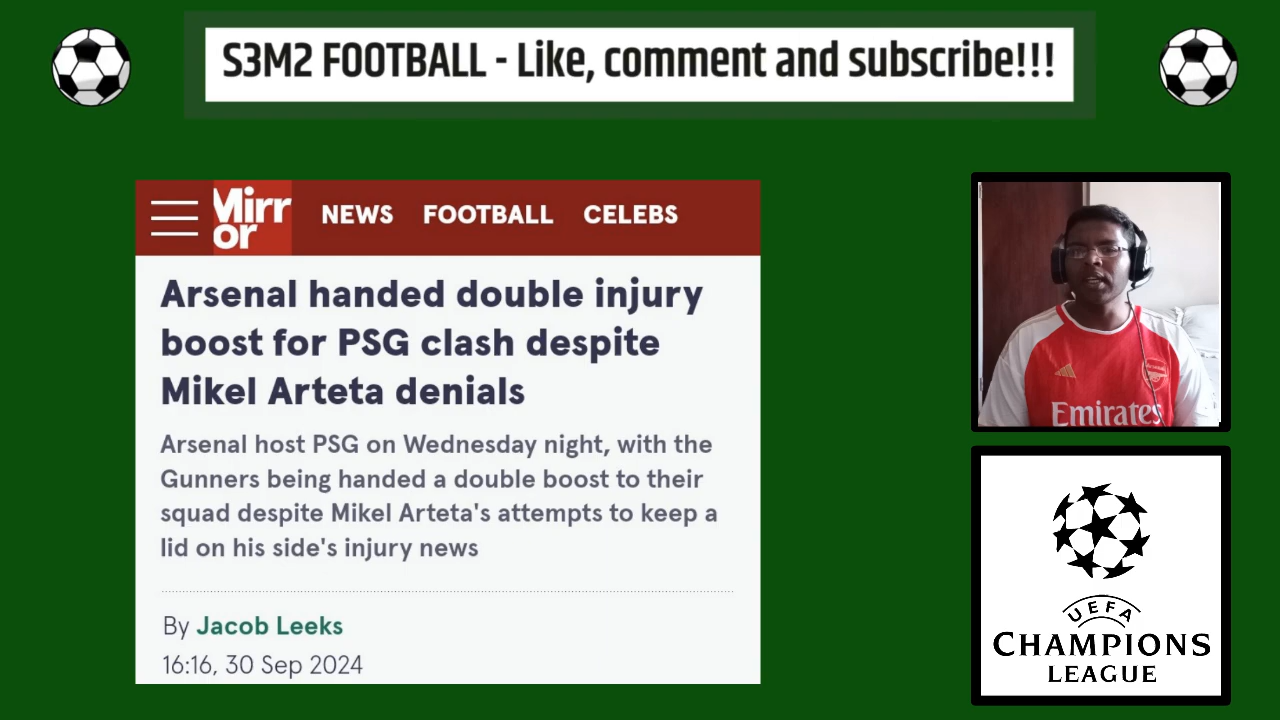 S3M2 FOOTBALL - Like, comment and subscribe!!!
Mirr
or
NEWS FOOTBALL CELEBS
Arsenal handed double injury
boost for PSG clash despite
Mikel Arteta denials
Arsenal host PSG on Wednesday night, with the
Gunners being handed a double boost to their
squad despite Mikel Arteta's attempts to keep a
lid on his side's injury news
By Jacob Leeks
16:16, 30 Sep 2024
Emirates
UEFA
CHAMPIONS
LEAGUE